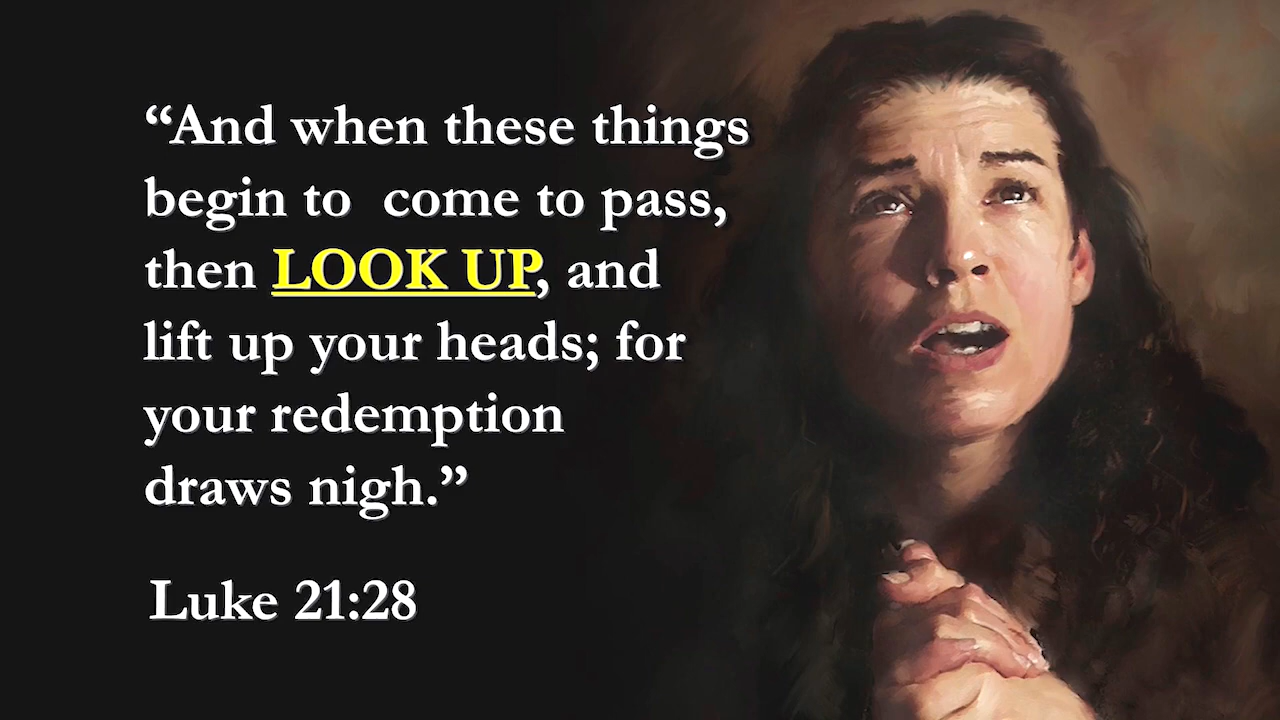 “And when these things
begin to  come to pass,
then LOOK UP, and
lift up your heads; for
your redemption
draws nigh.”
Luke 21:28